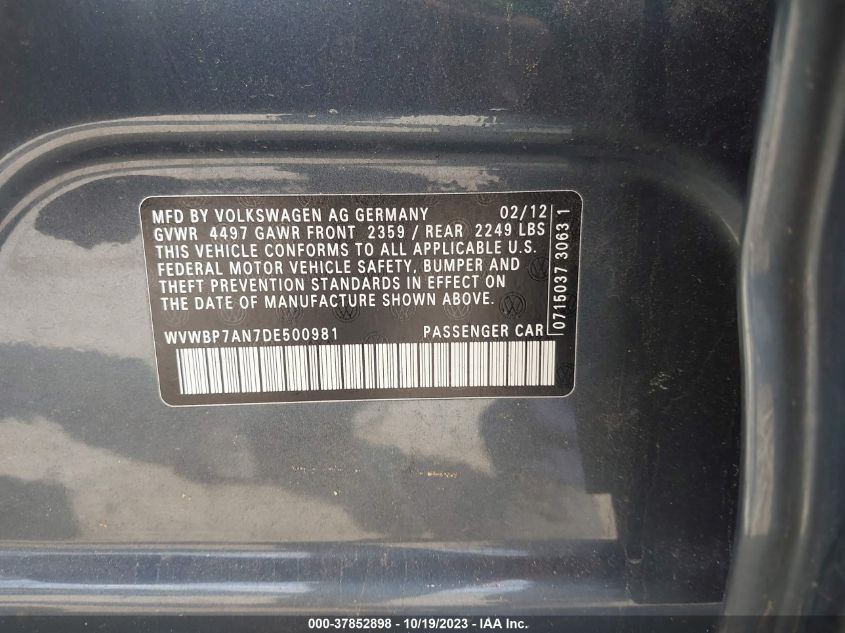 MFD BY VOLKSWAGEN AG GERMANY 02/12
GVWR 4497 GAWR FRONT 2359 / REAR 2249 LBS
THIS VEHICLE CONFORMS TO ALL APPLICABLE U.S.
FEDERAL MOTOR VEHICLE SAFETY, BUMPER AND
THEFT PREVENTION STANDARDS IN EFFECT ON
THE DATE OF MANUFACTURE SHOWN ABOVE.
WVWBP7AN7DE500981 PASSENGER CAR
0715037 3063 1
000-37852898 - 10/19/2023 - IAA Inc.